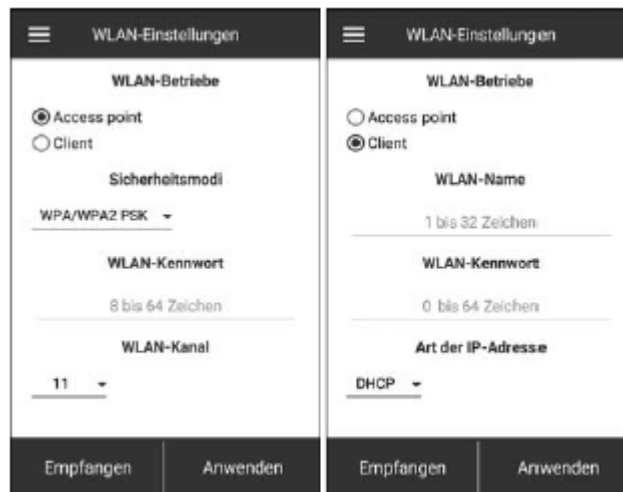 WLAN-Einstellungen
WLAN-Betriebe
Access point
Client
Sicherheitsmodi
WPA/WPA2 PSK
WLAN-Kennwort
8 bis 64 Zeichen
WLAN-Kanal
11
Empfangen
Anwenden
WLAN-Einstellungen
WLAN-Betriebe
Access point
Client
WLAN-Name
1 bis 32 Zeichen
WLAN-Kennwort
0 bis 64 Zeichen
Art der IP-Adresse
DHCP
Empfangen
Anwenden